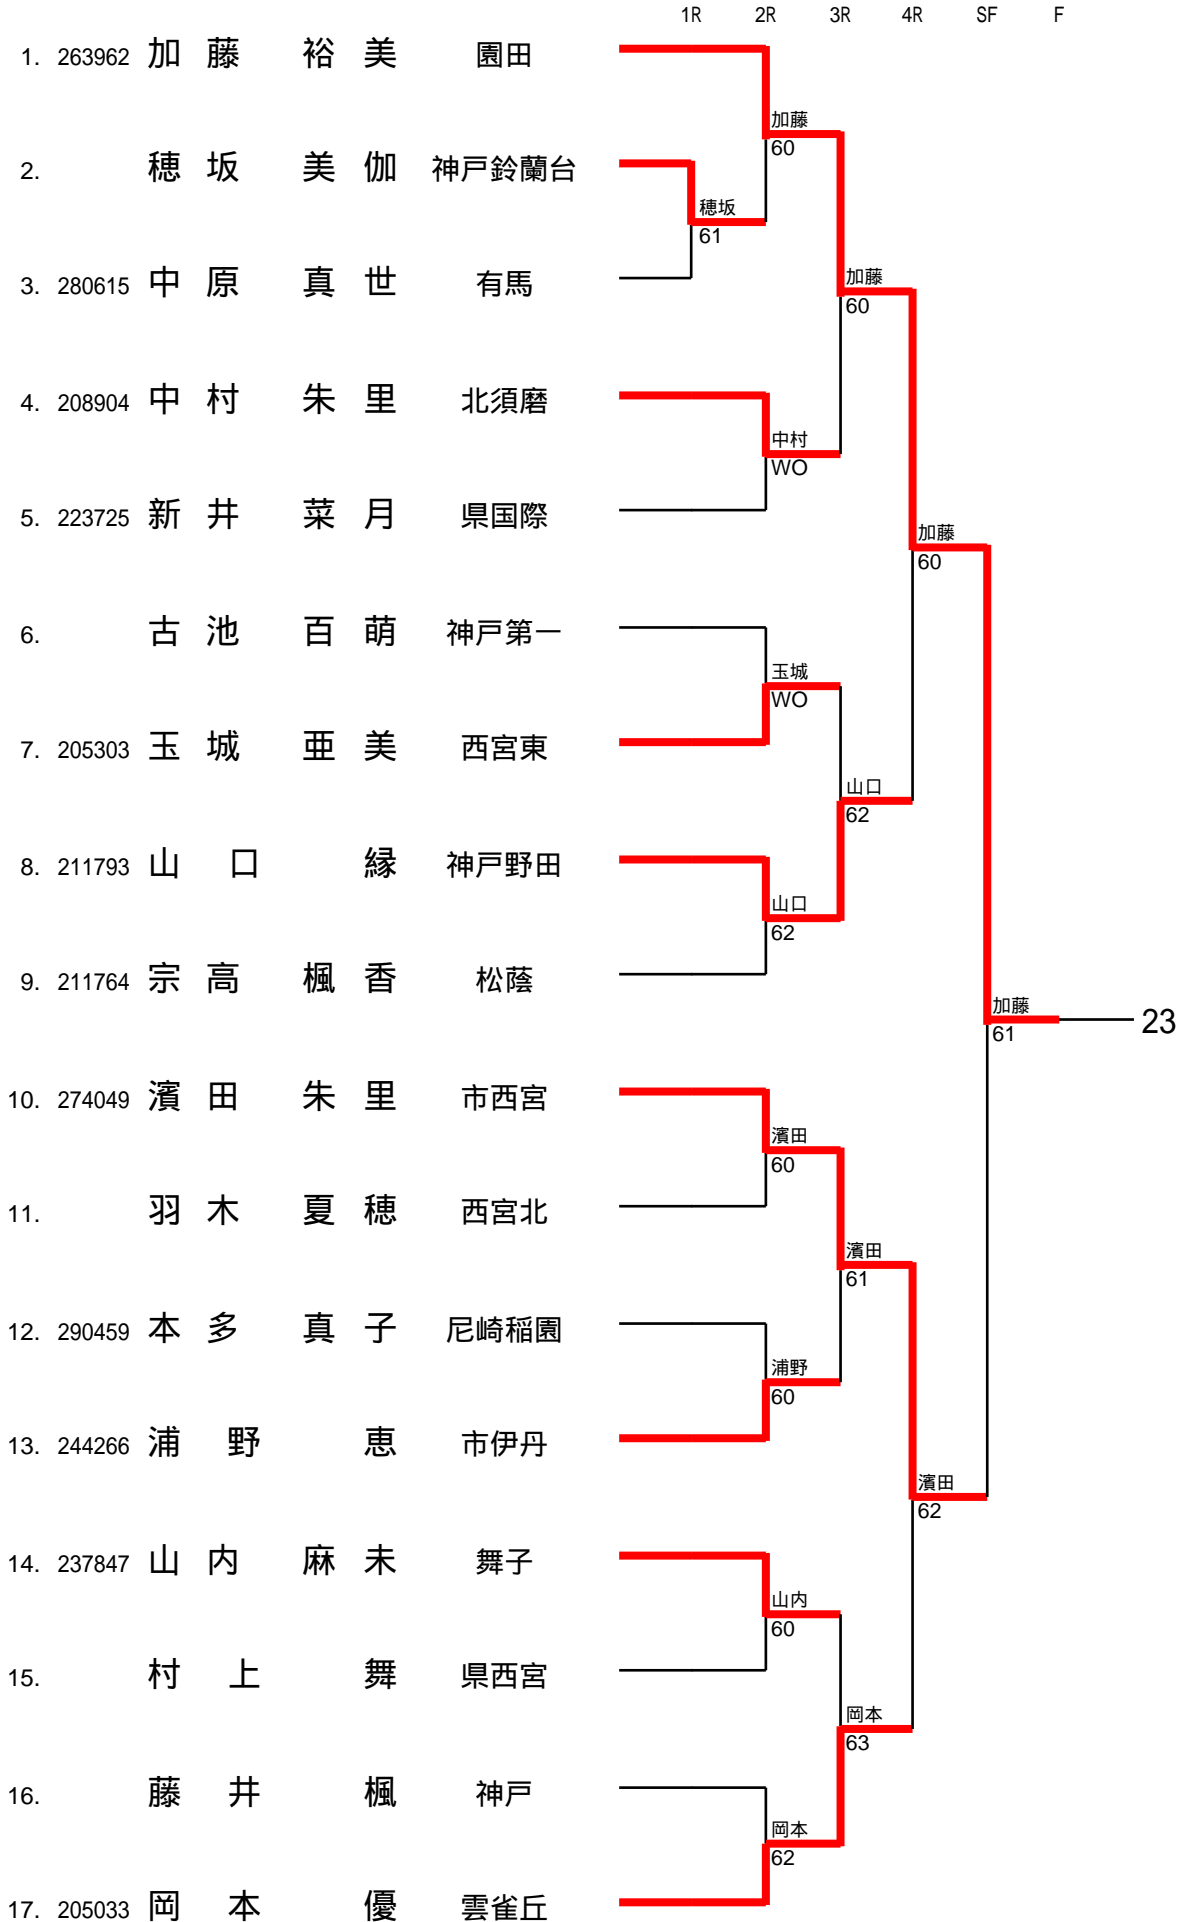 1R 2R 3R 4R SF F
1. 263962 加藤 裕美 園田
加藤
60
2. 穂坂 美伽 神戸鈴蘭台
穂坂
61
3. 280615 中原 真世 有馬
加藤
60
4. 208904 中村 朱里 北須磨
中村
WO
5. 223725 新井 菜月 県国際
加藤
60
6. 古池 百萌 神戸第一
玉城
WO
7. 205303 玉城 亜美 西宮東
山口
62
8. 211793 山口 縁 神戸野田
山口
62
9. 211764 宗高 楓香 松蔭
加藤
61
23
10. 274049 濱田 朱里 市西宮
濱田
60
11. 羽木 夏穂 西宮北
濱田
61
12. 290459 本多 真子 尼崎稲園
浦野
60
13. 244266 浦野 恵 市伊丹
濱田
62
14. 237847 山内 麻未 舞子
山内
60
15. 村上 舞 県西宮
岡本
63
16. 藤井 楓 神戸
岡本
62
17. 205033 岡本 優 雲雀丘